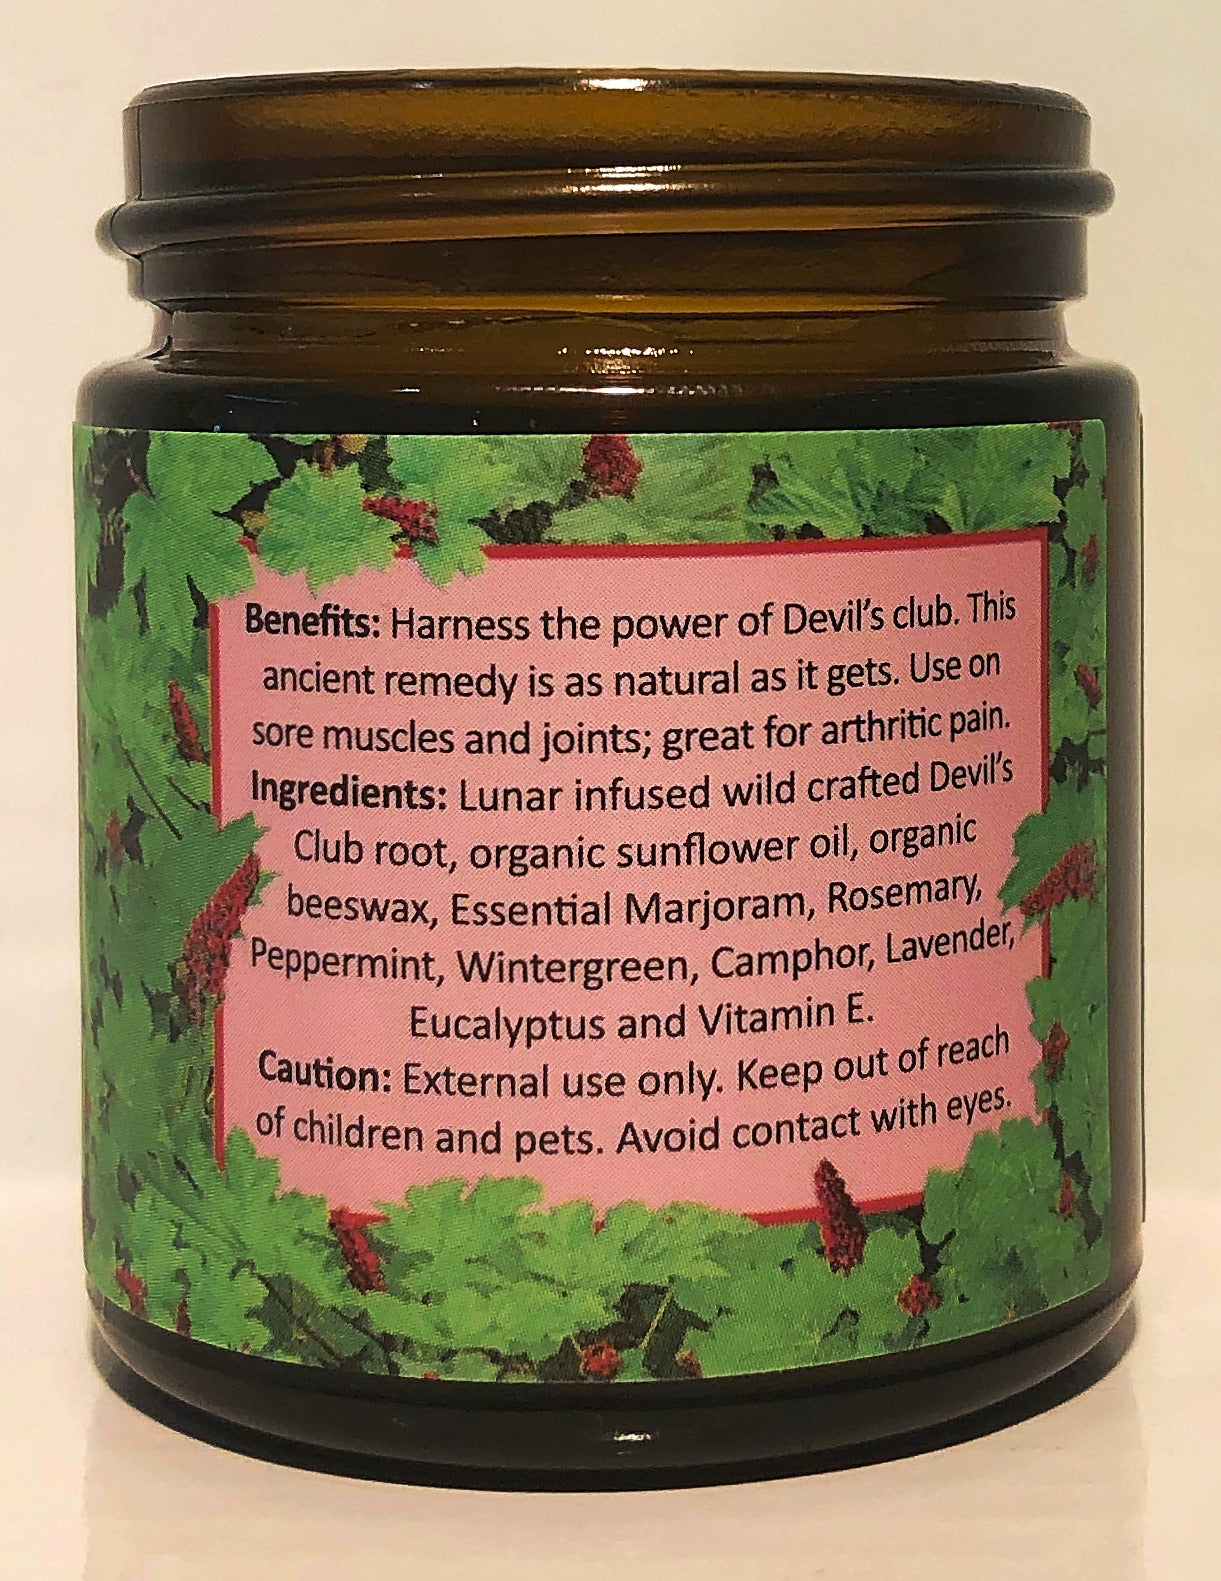 Benefits: Harness the power of Devil's club. This
ancient remedy is as natural as it gets. Use on
sore muscles and joints; great for arthritic pain.
Ingredients: Lunar infused wild crafted Devil's
Club root, organic sunflower oil, organic
beeswax, Essential Marjoram, Rosemary,
Peppermint, Wintergreen, Camphor, Lavender,
Eucalyptus and Vitamin E.
Caution: External use only. Keep out of reach
of children and pets. Avoid contact with eyes.